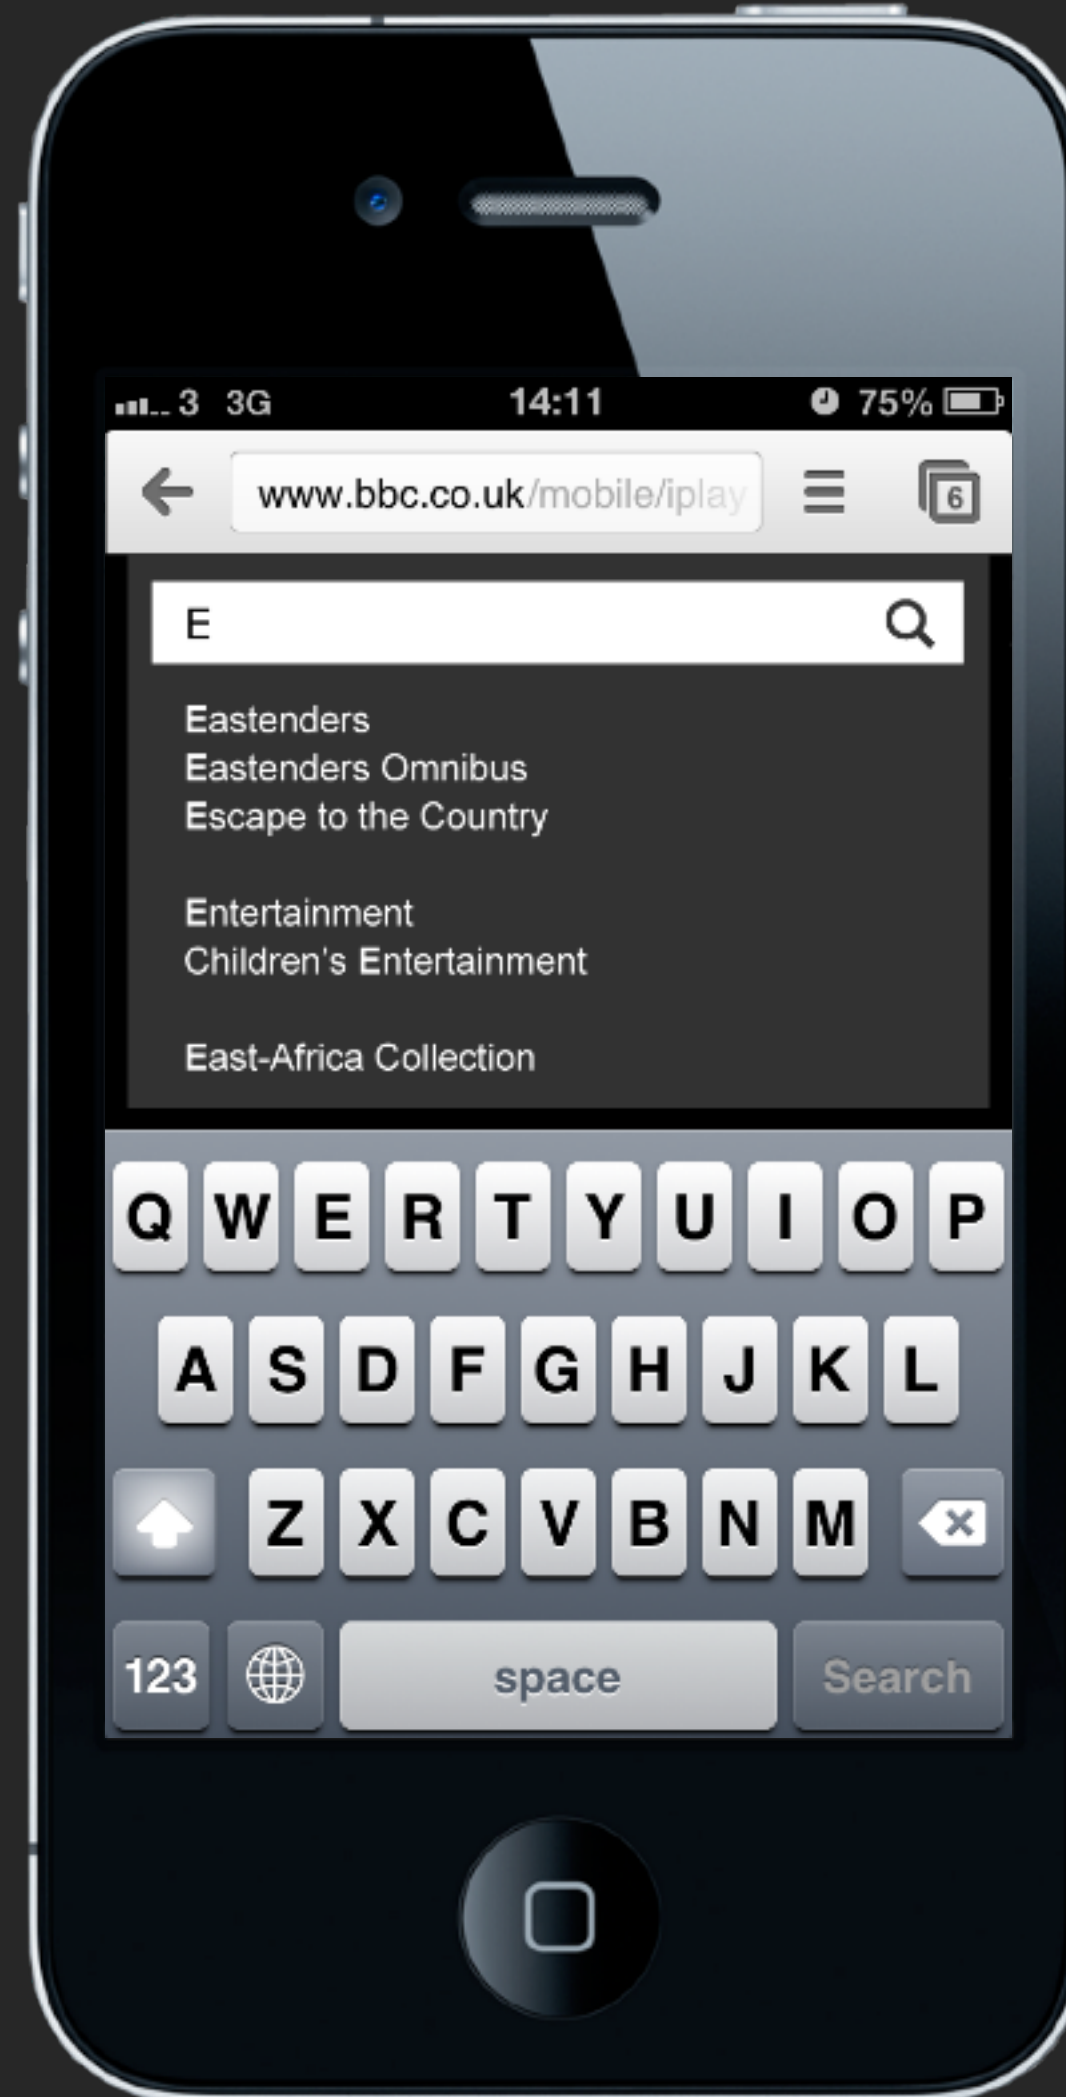 3 3G 14:11 75%
www.bbc.co.uk/mobile/iplay
6
E
Eastenders
Eastenders Omnibus
Escape to the Country
Entertainment
Children's Entertainment
East-Africa Collection
Q W E R T Y U I O P
A S D F G H J K L
Z X C V B N M
123 space Search